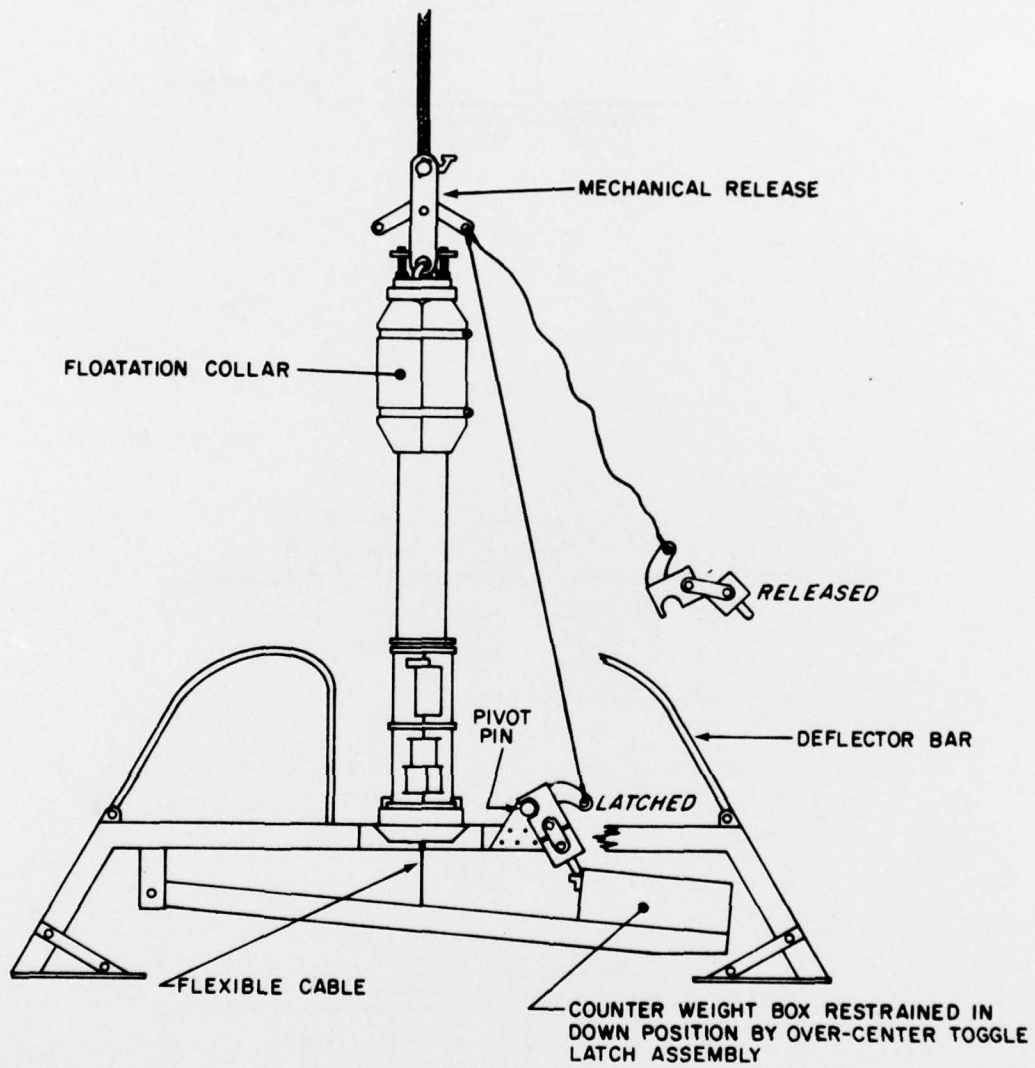 MECHANICAL RELEASE
FLOATATION COLLAR
RELEASED
PIVOT
PIN
DEFLECTOR BAR
LATCHED
FLEXIBLE CABLE
COUNTER WEIGHT BOX RESTRAINED IN
DOWN POSITION BY OVER-CENTER TOGGLE
LATCH ASSEMBLY